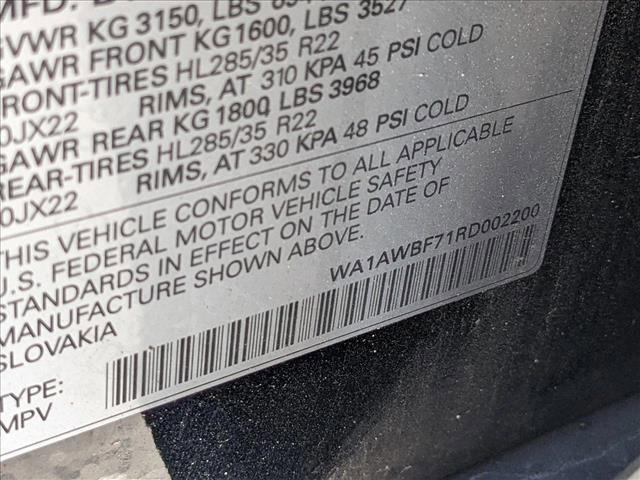 GVWR KG 3150, LBS
GAWR FRONT KG 1600, LBS 3527
FRONT-TIRES HL285/35 R22
0JX22 RIMS, AT 310 KPA 45 PSI COLD
GAWR REAR KG 1800, LBS 3968
REAR-TIRES HL285/35 R22
0JX22 RIMS, AT 330 KPA 48 PSI COLD
THIS VEHICLE CONFORMS TO ALL APPLICABLE
U.S. FEDERAL MOTOR VEHICLE SAFETY
STANDARDS IN EFFECT ON THE DATE OF
MANUFACTURE SHOWN ABOVE.
SLOVAKIA
WA1AWBF71RD002200
TYPE:
MPV